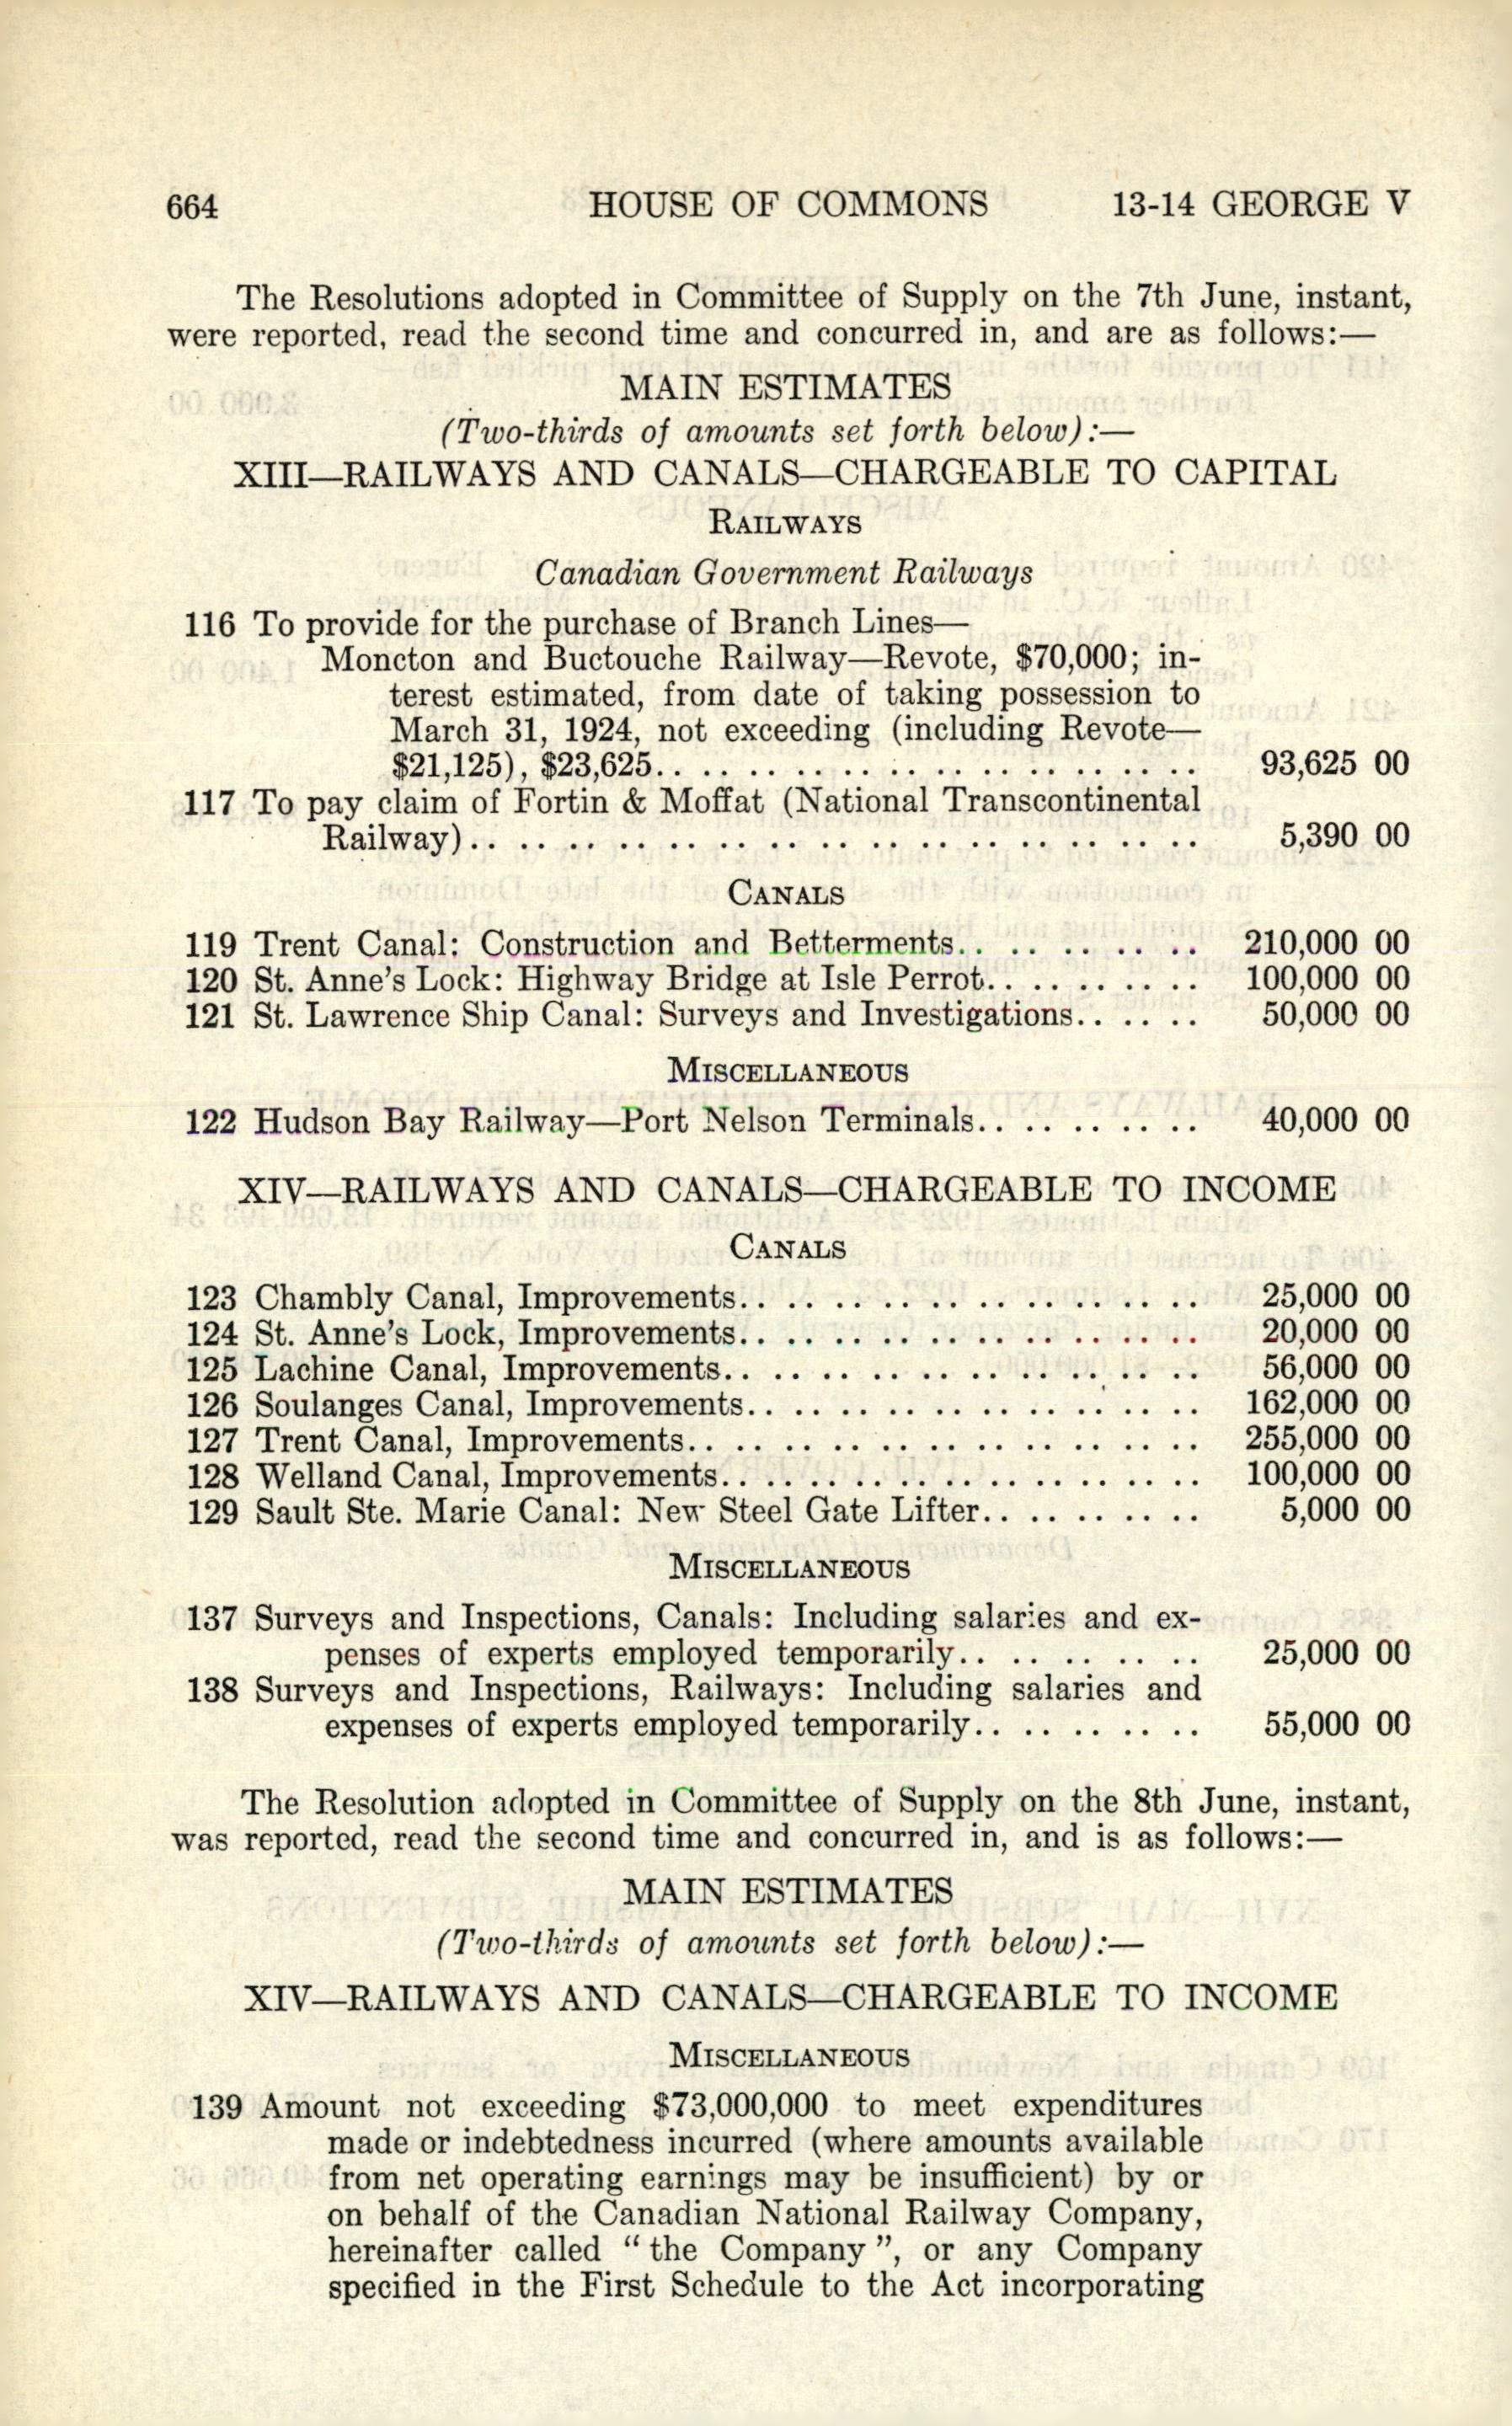 664 HOUSE OF COMMONS 13-14 GEORGE V
The Resolutions adopted in Committee of Supply on the 7th June, instant,
were reported, read the second time and concurred in, and are as follows:—
MAIN ESTIMATES
(Two-thirds of amounts set forth below):—
XIII—RAILWAYS AND CANALS—CHARGEABLE TO CAPITAL
RAILWAYS
Canadian Government Railways
116 To provide for the purchase of Branch Lines—
Moncton and Buctouche Railway—Revote, $70,000; in-
terest estimated, from date of taking possession to
March 31, 1924, not exceeding (including Revote—
$21,125), $23,625.. .. .. .. .. .. .. .. .. .. .. .. 93,625 00
117 To pay claim of Fortin & Moffat (National Transcontinental
Railway).. .. .. .. .. .. .. .. .. .. .. .. .. .. .. 5,390 00
CANALS
119 Trent Canal: Construction and Betterments.. .. .. .. .. 210,000 00
120 St. Anne's Lock: Highway Bridge at Isle Perrot.. .. .. .. .. 100,000 00
121 St. Lawrence Ship Canal: Surveys and Investigations.. .. .. 50,000 00
MISCELLANEOUS
122 Hudson Bay Railway—Port Nelson Terminals.. .. .. .. .. 40,000 00
XIV—RAILWAYS AND CANALS—CHARGEABLE TO INCOME
CANALS
123 Chambly Canal, Improvements.. .. .. .. .. .. .. .. .. .. 25,000 00
124 St. Anne's Lock, Improvements.. .. .. .. .. .. .. .. .. .. 20,000 00
125 Lachine Canal, Improvements.. .. .. .. .. .. .. .. .. .. 56,000 00
126 Soulanges Canal, Improvements.. .. .. .. .. .. .. .. .. .. 162,000 00
127 Trent Canal, Improvements.. .. .. .. .. .. .. .. .. .. .. 255,000 00
128 Welland Canal, Improvements.. .. .. .. .. .. .. .. .. .. 100,000 00
129 Sault Ste. Marie Canal: New Steel Gate Lifter.. .. .. .. .. 5,000 00
MISCELLANEOUS
137 Surveys and Inspections, Canals: Including salaries and ex-
penses of experts employed temporarily.. .. .. .. .. 25,000 00
138 Surveys and Inspections, Railways: Including salaries and
expenses of experts employed temporarily.. .. .. .. .. 55,000 00
The Resolution adopted in Committee of Supply on the 8th June, instant,
was reported, read the second time and concurred in, and is as follows:—
MAIN ESTIMATES
(Two-thirds of amounts set forth below):—
XIV—RAILWAYS AND CANALS—CHARGEABLE TO INCOME
MISCELLANEOUS
139 Amount not exceeding $73,000,000 to meet expenditures
made or indebtedness incurred (where amounts available
from net operating earnings may be insufficient) by or
on behalf of the Canadian National Railway Company,
hereinafter called "the Company", or any Company
specified in the First Schedule to the Act incorporating